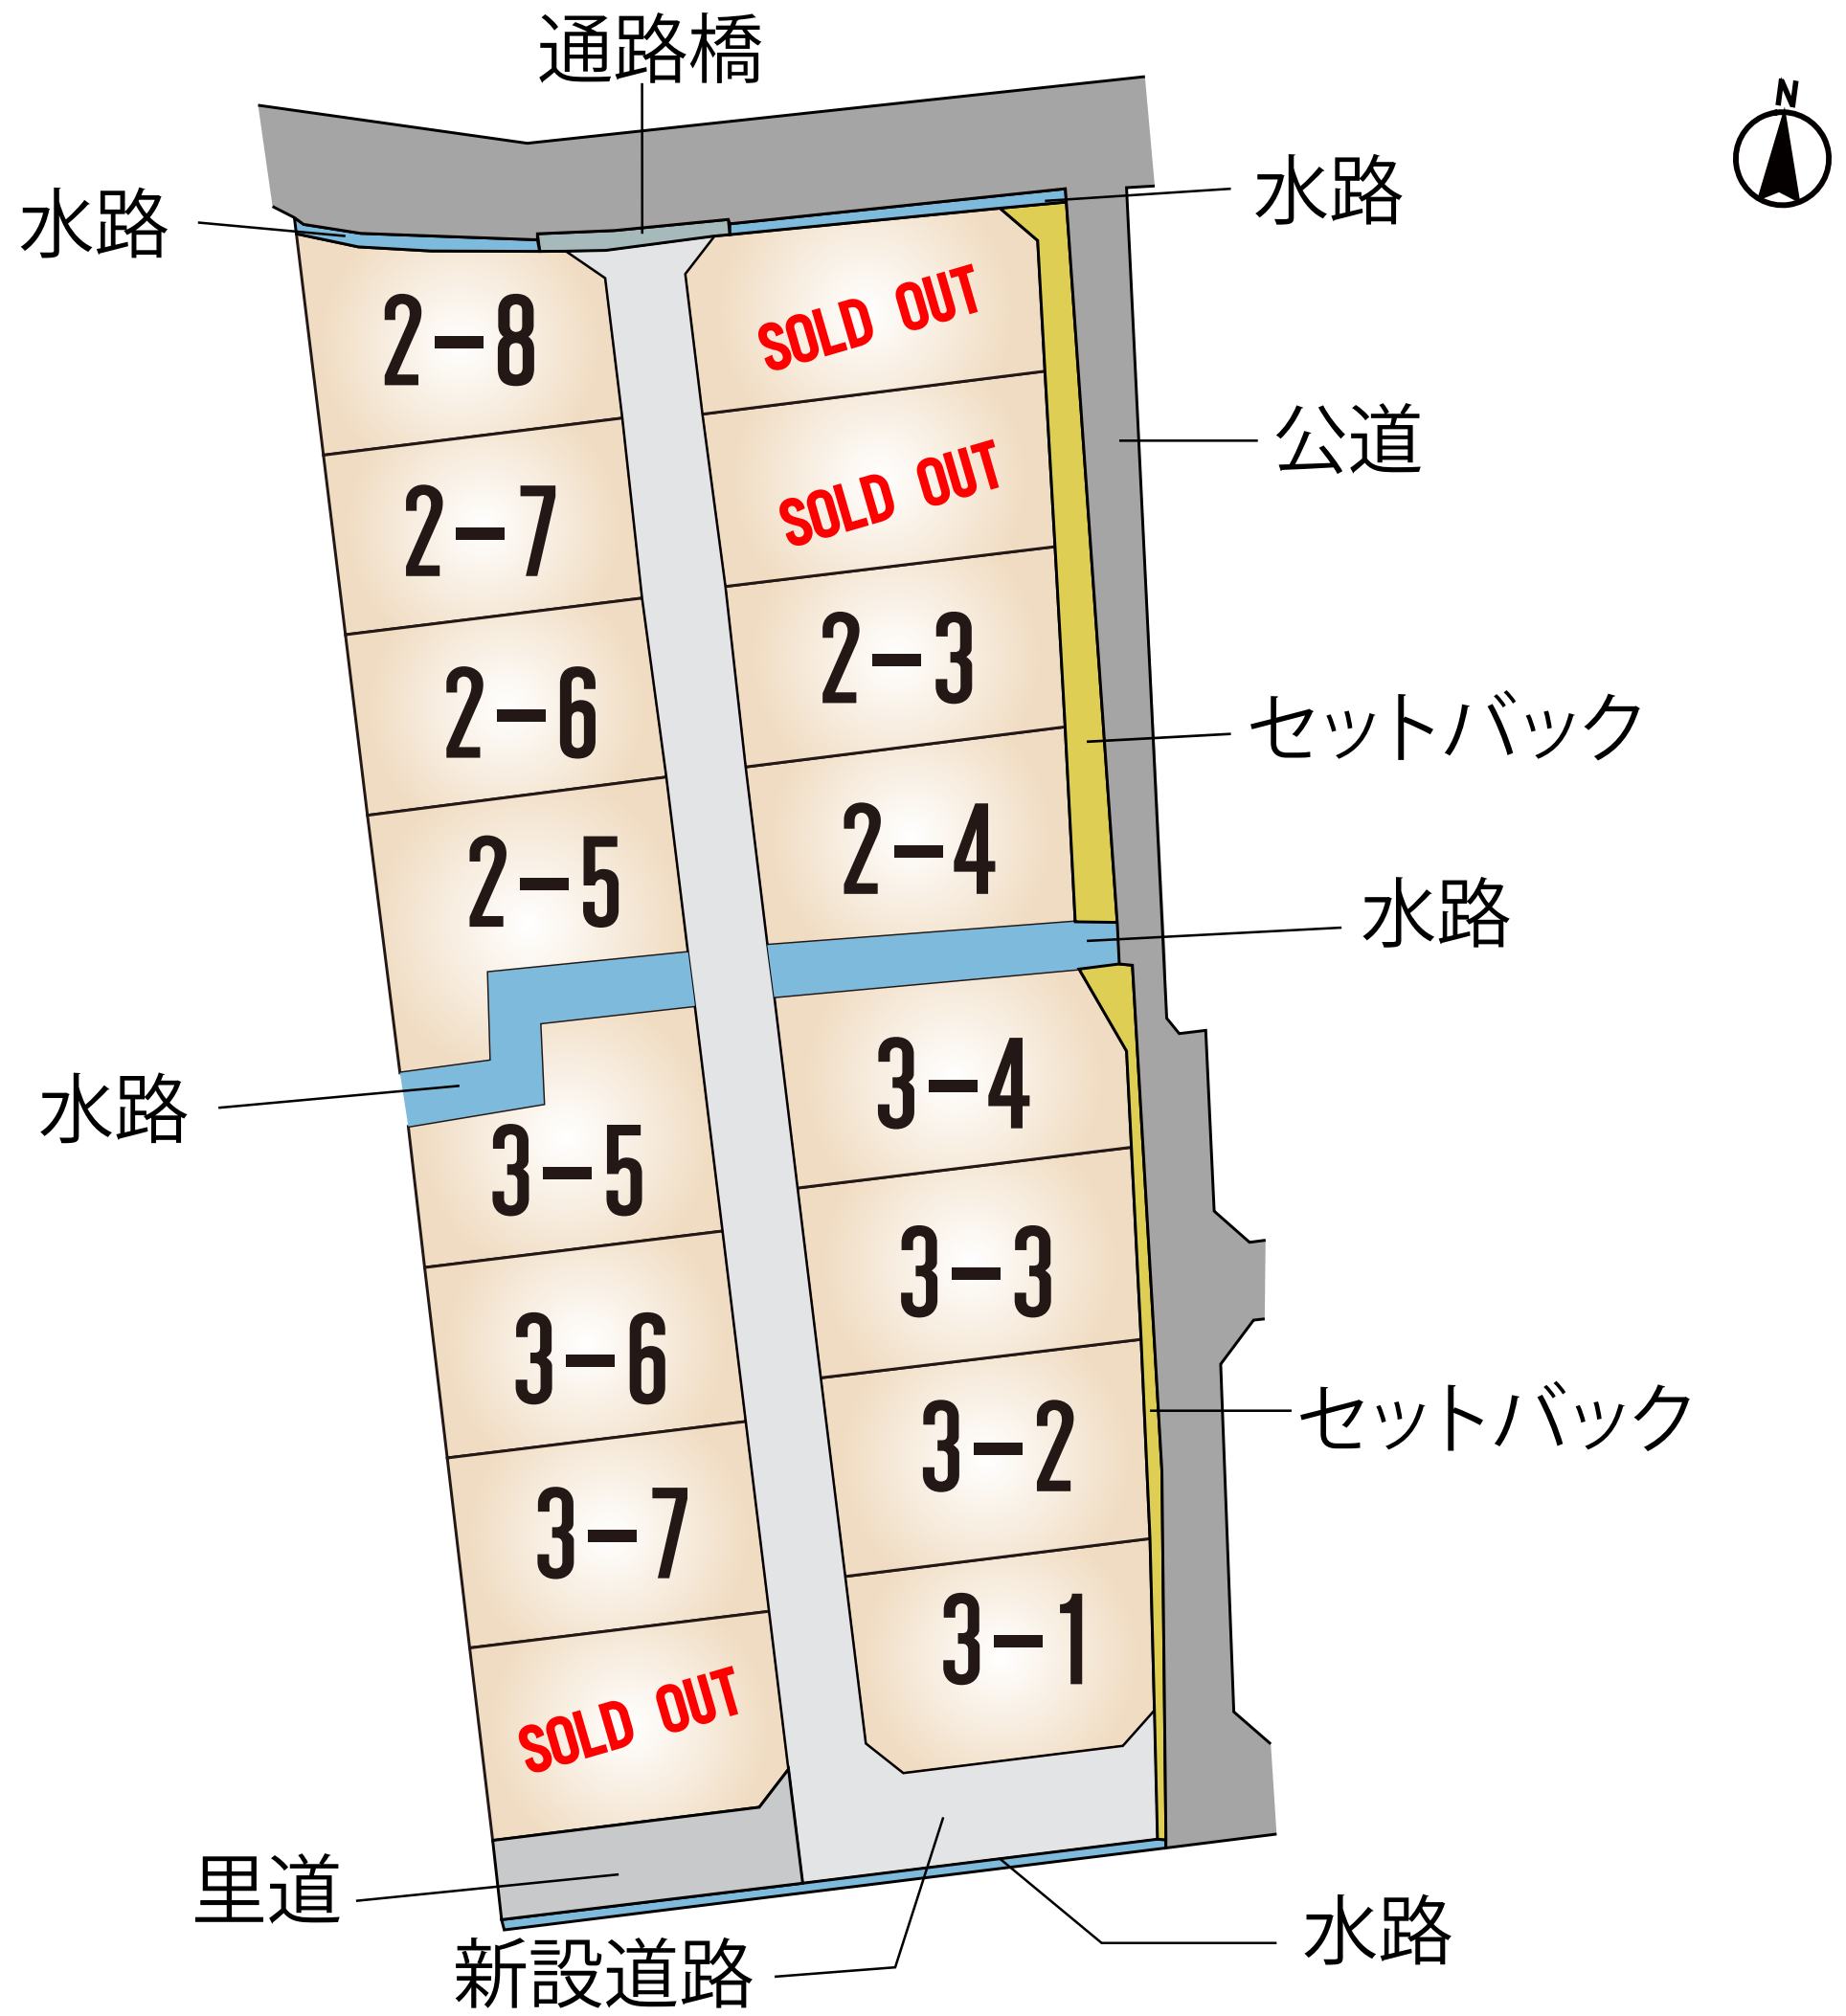 通路橋
N
水路
水路
2-8
SOLD OUT
公道
2-7
SOLD OUT
2-6
2-3
セットバック
2-5
2-4
水路
水路
3-4
3-5
3-3
3-6
セットバック
3-2
3-7
3-1
SOLD OUT
里道
水路
新設道路